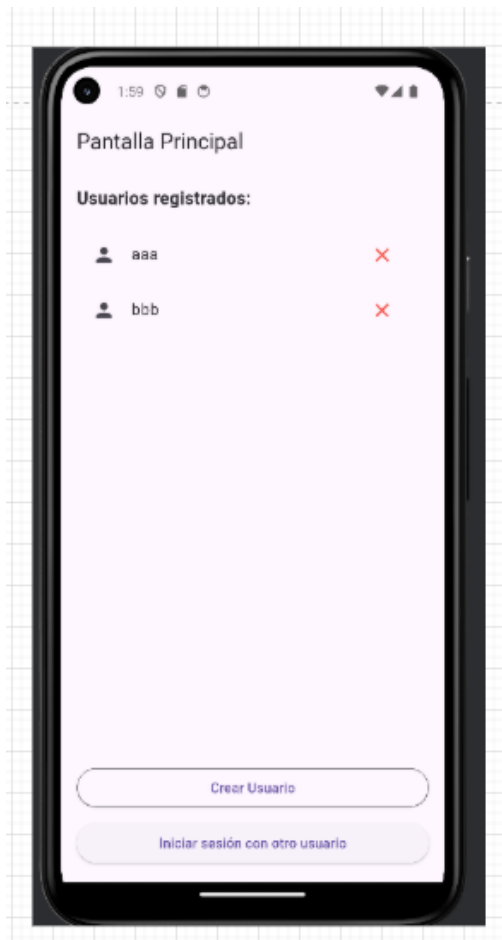 1:59
Pantalla Principal
Usuarios registrados:
aaa
bbb
Crear Usuario
Iniciar sesión con otro usuario